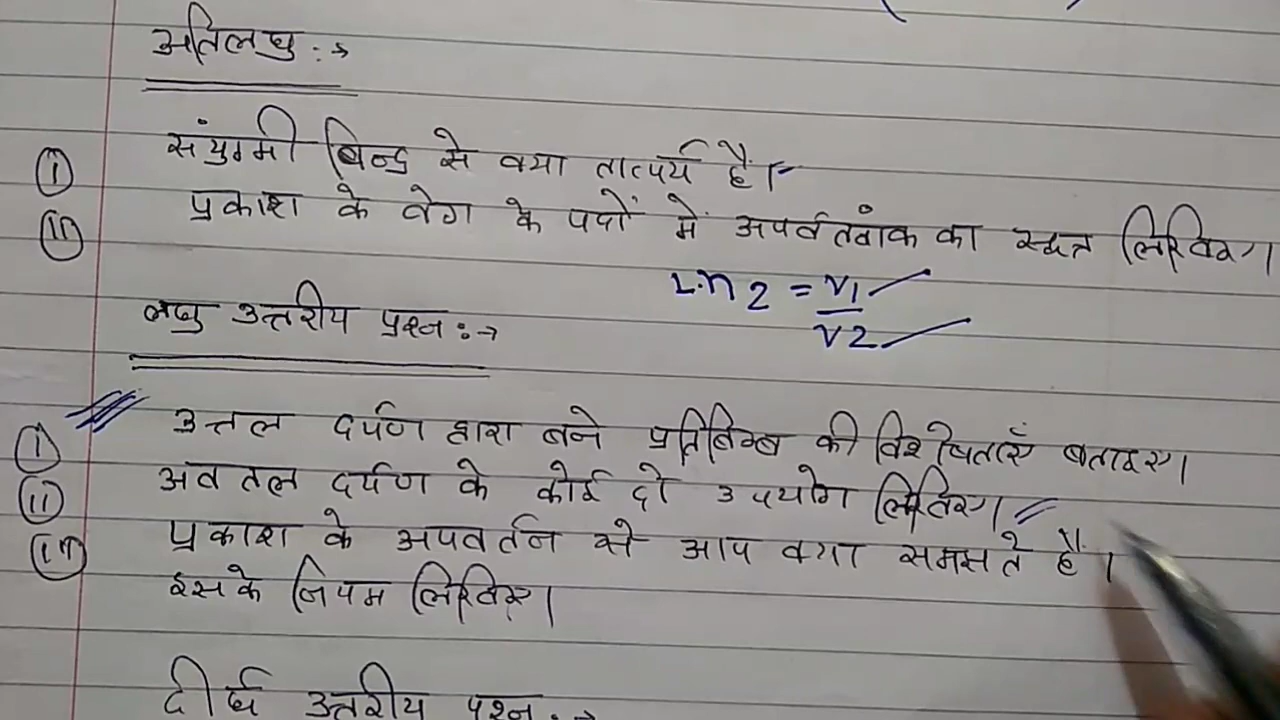 अतिलघु :→
(i) संयुग्मी बिन्दु से क्या तात्पर्य है।
(ii) प्रकाश के वेग के पदों में अपवर्तनांक का सूत्र लिखिए।
1.n2 = v1
v2
लघु उत्तरीय प्रश्न :→
(i) उत्तल दर्पण द्वारा बने प्रतिबिम्ब की विशेषताएँ बताइए।
(ii) अवतल दर्पण के कोई दो उपयोग लिखिए।
(iii) प्रकाश के अपवर्तन से आप क्या समझते हैं।
इसके नियम लिखिए।
दीर्घ उत्तरीय प्रश्न :→